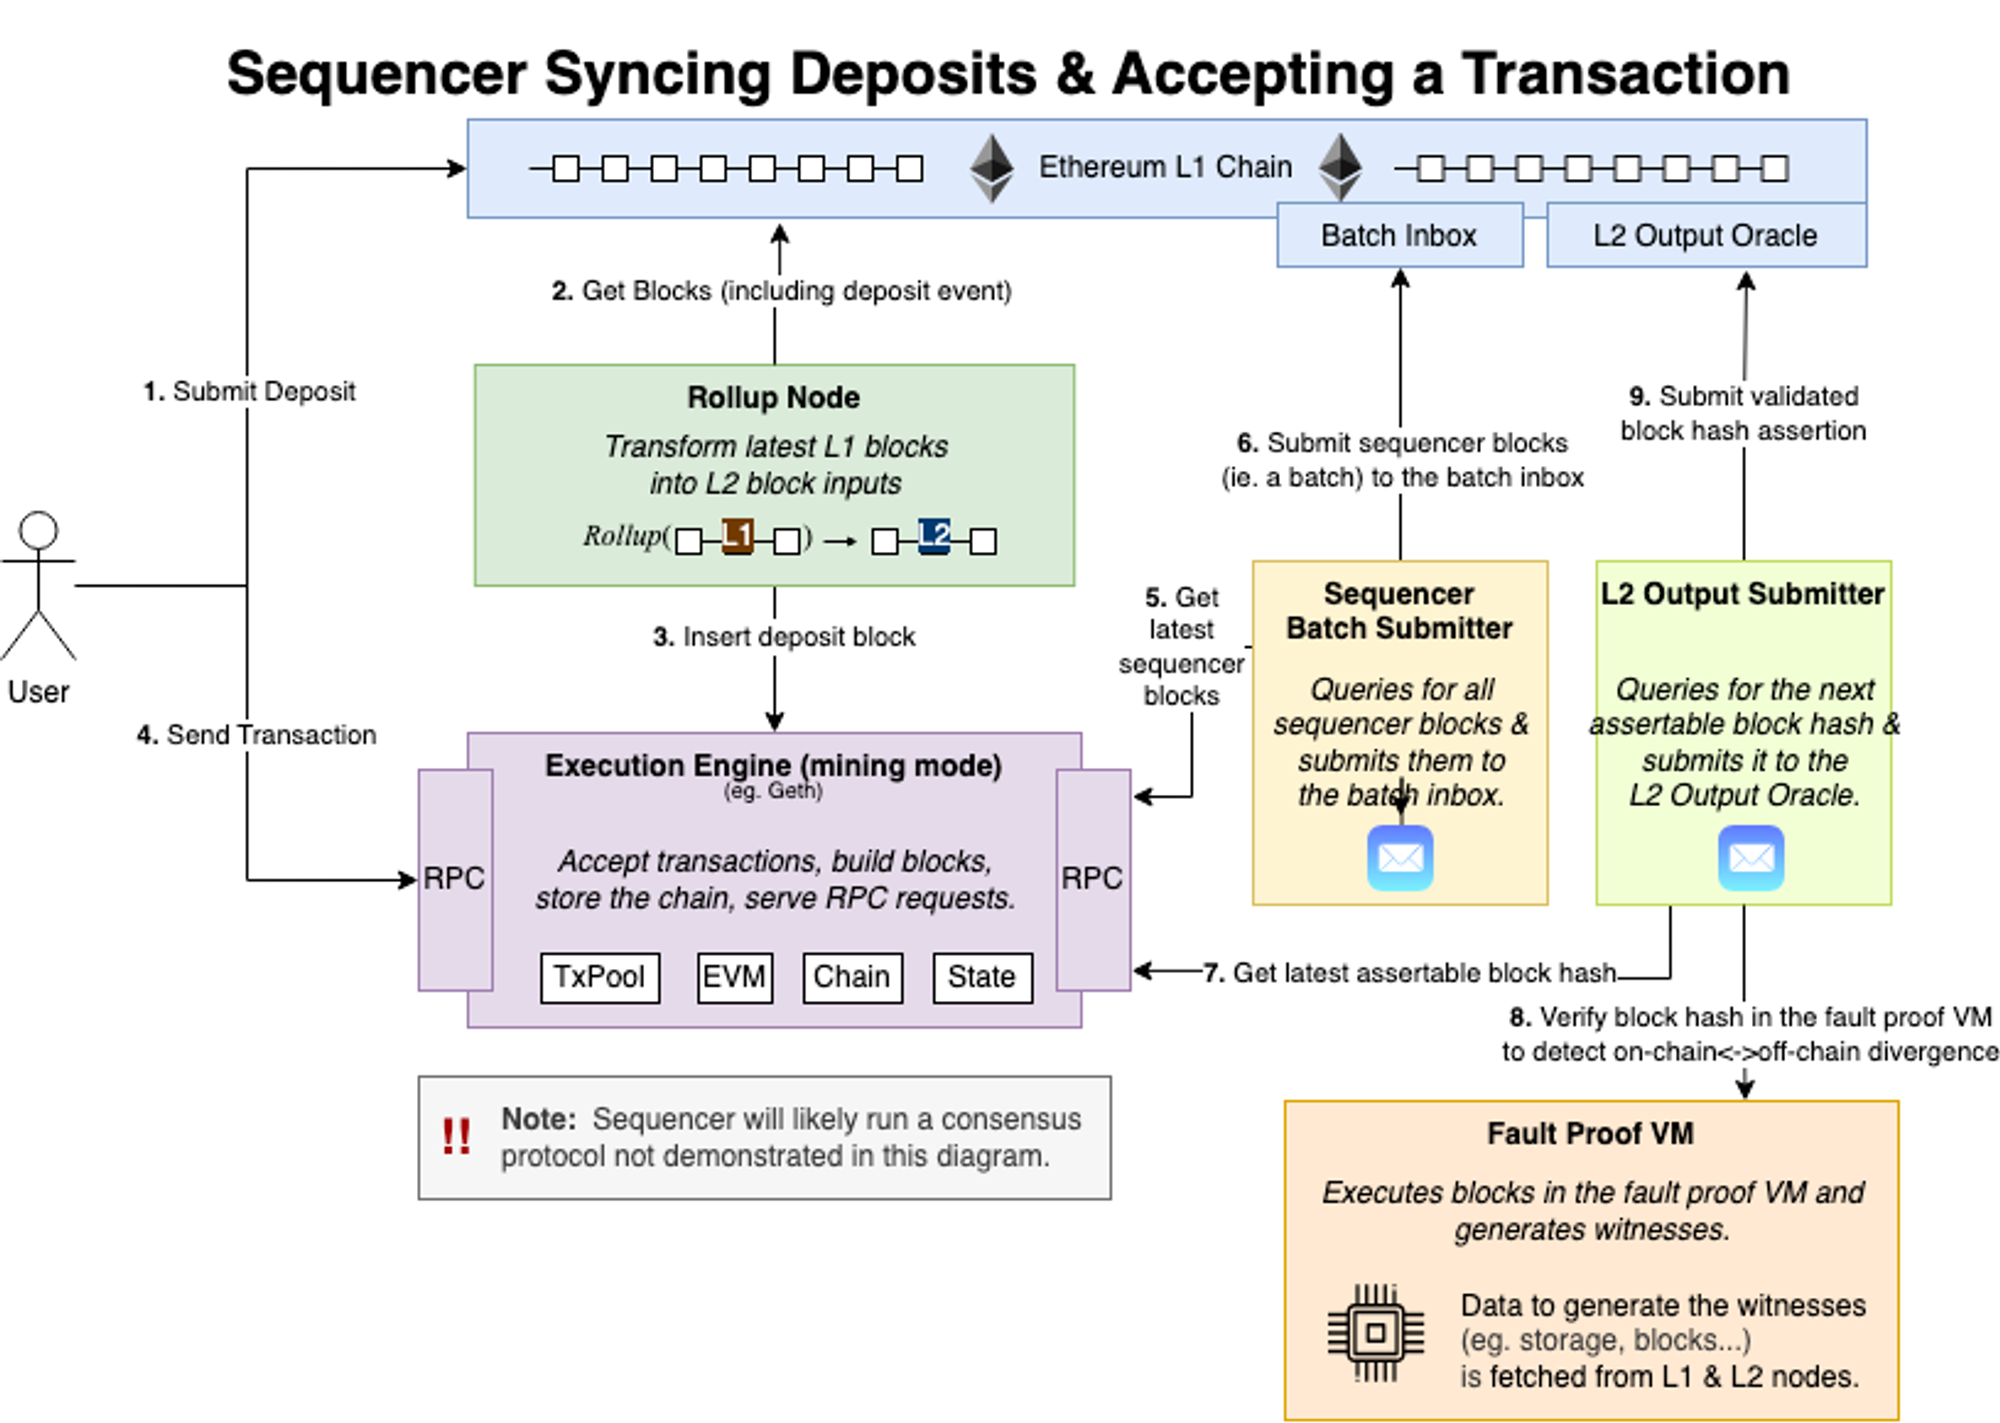 Sequencer Syncing Deposits & Accepting a Transaction
Ethereum L1 Chain
Batch Inbox
L2 Output Oracle
2. Get Blocks (including deposit event)
1. Submit Deposit
Rollup Node
Transform latest L1 blocks
into L2 block inputs
Rollup( L1 ) L2
9. Submit validated
block hash assertion
6. Submit sequencer blocks
(ie. a batch) to the batch inbox
User
3. Insert deposit block
4. Send Transaction
5. Get
latest
sequencer
blocks
Sequencer
Batch Submitter
Queries for all
sequencer blocks &
submits them to
the batch inbox.
L2 Output Submitter
Queries for the next
assertable block hash &
submits it to the
L2 Output Oracle.
Execution Engine (mining mode)
(eg. Geth)
RPC
Accept transactions, build blocks,
store the chain, serve RPC requests.
RPC
TxPool
EVM
Chain
State
7. Get latest assertable block hash
8. Verify block hash in the fault proof VM
to detect on-chain<->off-chain divergence
!! Note: Sequencer will likely run a consensus
protocol not demonstrated in this diagram.
Fault Proof VM
Executes blocks in the fault proof VM and
generates witnesses.
Data to generate the witnesses
(eg. storage, blocks...)
is fetched from L1 & L2 nodes.